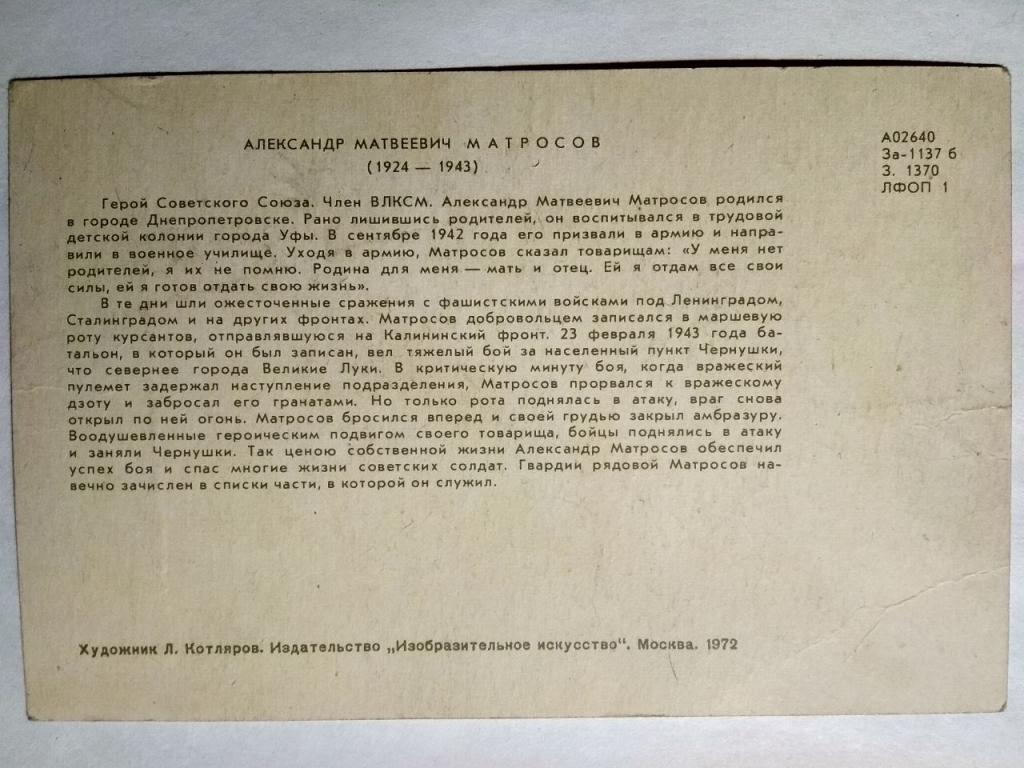 АЛЕКСАНДР МАТВЕЕВИЧ МАТРОСОВ
(1924 — 1943)
А02640
За-1137 б
З. 1370
ЛФОП 1
Герой Советского Союза. Член ВЛКСМ. Александр Матвеевич Матросов родился
в городе Днепропетровске. Рано лишившись родителей, он воспитывался в трудовой
детской колонии города Уфы. В сентябре 1942 года его призвали в армию и напра-
вили в военное училище. Уходя в армию, Матросов сказал товарищам: «У меня нет
родителей, я их не помню. Родина для меня — мать и отец. Ей я отдам все свои
силы, ей я готов отдать свою жизнь».
В те дни шли ожесточенные сражения с фашистскими войсками под Ленинградом,
Сталинградом и на других фронтах. Матросов добровольцем записался в маршевую
роту курсантов, отправлявшуюся на Калининский фронт. 23 февраля 1943 года ба-
тальон, в который он был записан, вел тяжелый бой за населенный пункт Чернушки,
что севернее города Великие Луки. В критическую минуту боя, когда вражеский
пулемет задержал наступление подразделения, Матросов прорвался к вражескому
дзоту и забросал его гранатами. Но только рота поднялась в атаку, враг снова
открыл по ней огонь. Матросов бросился вперед и своей грудью закрыл амбразуру.
Воодушевленные героическим подвигом своего товарища, бойцы поднялись в атаку
и заняли Чернушки. Так ценою собственной жизни Александр Матросов обеспечил
успех боя и спас многие жизни советских солдат. Гвардии рядовой Матросов на-
вечно зачислен в списки части, в которой он служил.
Художник Л. Котляров. Издательство „Изобразительное искусство“. Москва. 1972